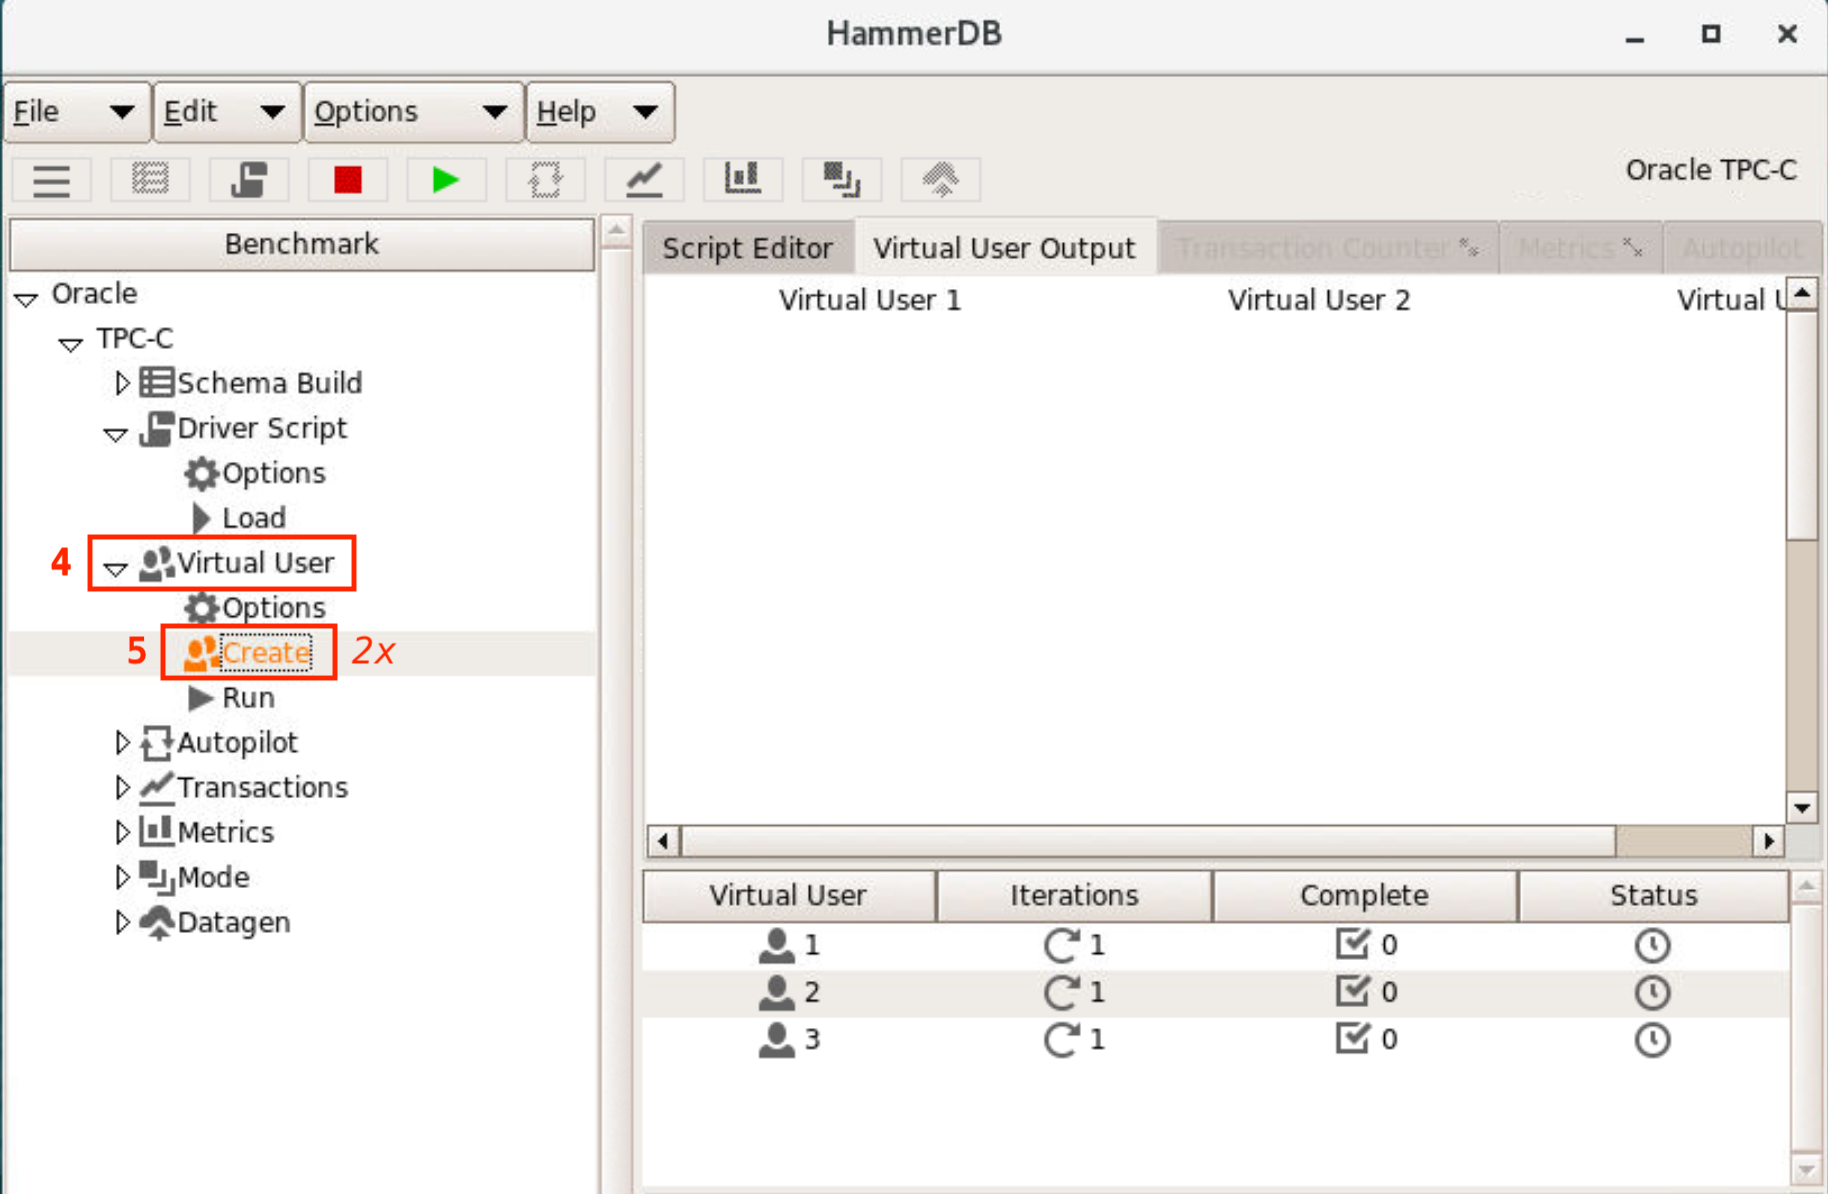 HammerDB
File Edit Options Help
Oracle TPC-C
Benchmark
Oracle
TPC-C
Schema Build
Driver Script
Options
Load
4 Virtual User
Options
5 Create 2x
Run
Autopilot
Transactions
Metrics
Mode
Datagen
Script Editor Virtual User Output Transaction Counter Metrics Autopilot
Virtual User 1 Virtual User 2 Virtual
Virtual User Iterations Complete Status
1 1 0
2 1 0
3 1 0